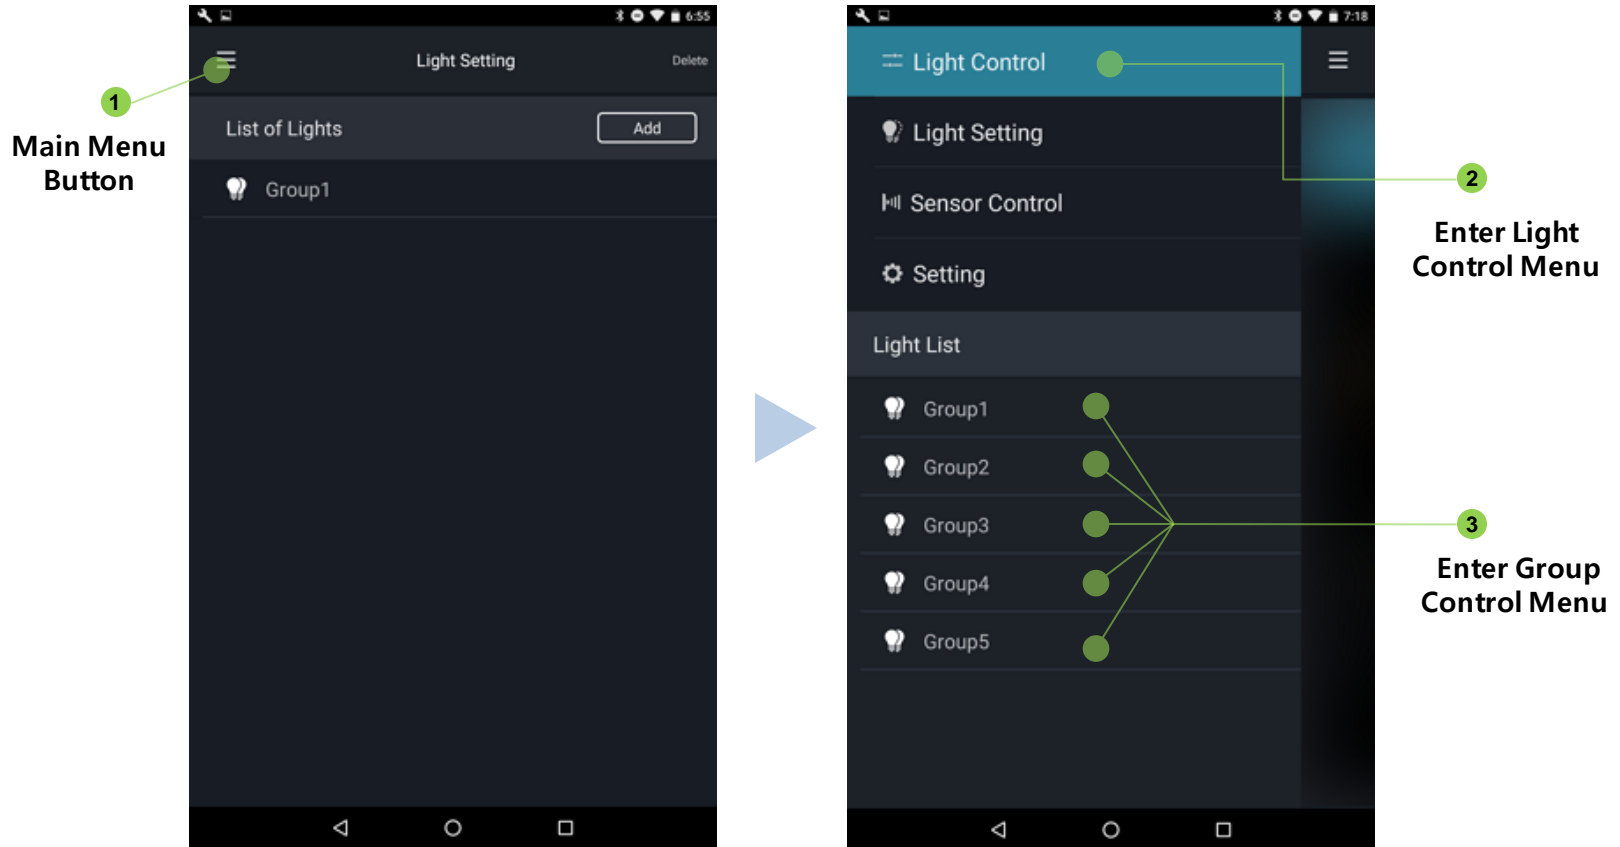 6:55
Light Setting
Delete
List of Lights
Add
Group1
1
Main Menu
Button
7:18
Light Control
Light Setting
Sensor Control
Setting
Light List
Group1
Group2
Group3
Group4
Group5
2
Enter Light
Control Menu
3
Enter Group
Control Menu